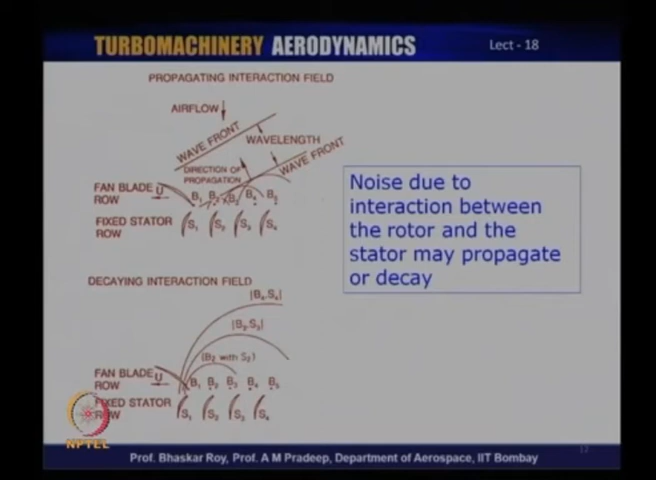 TURBOMACHINERY AERODYNAMICS
Lect - 18
PROPAGATING INTERACTION FIELD
AIRFLOW
WAVE FRONT
WAVELENGTH
WAVE FRONT
DIRECTION OF
PROPAGATION
FAN BLADE U
ROW
B₁ B₂ B₃ B₄ B₅
FIXED STATOR
ROW
S₁ S₂ S₃ S₄
Noise due to
interaction between
the rotor and the
stator may propagate
or decay
DECAYING INTERACTION FIELD
|B₄.S₄|
|B₃.S₃|
(B₂ with S₂)
FAN BLADE U
ROW
B₁ B₂ B₃ B₄ B₅
FIXED STATOR
ROW
S₁ S₂ S₃ S₄
NPTEL
17
Prof. Bhaskar Roy, Prof. A M Pradeep, Department of Aerospace, IIT Bombay